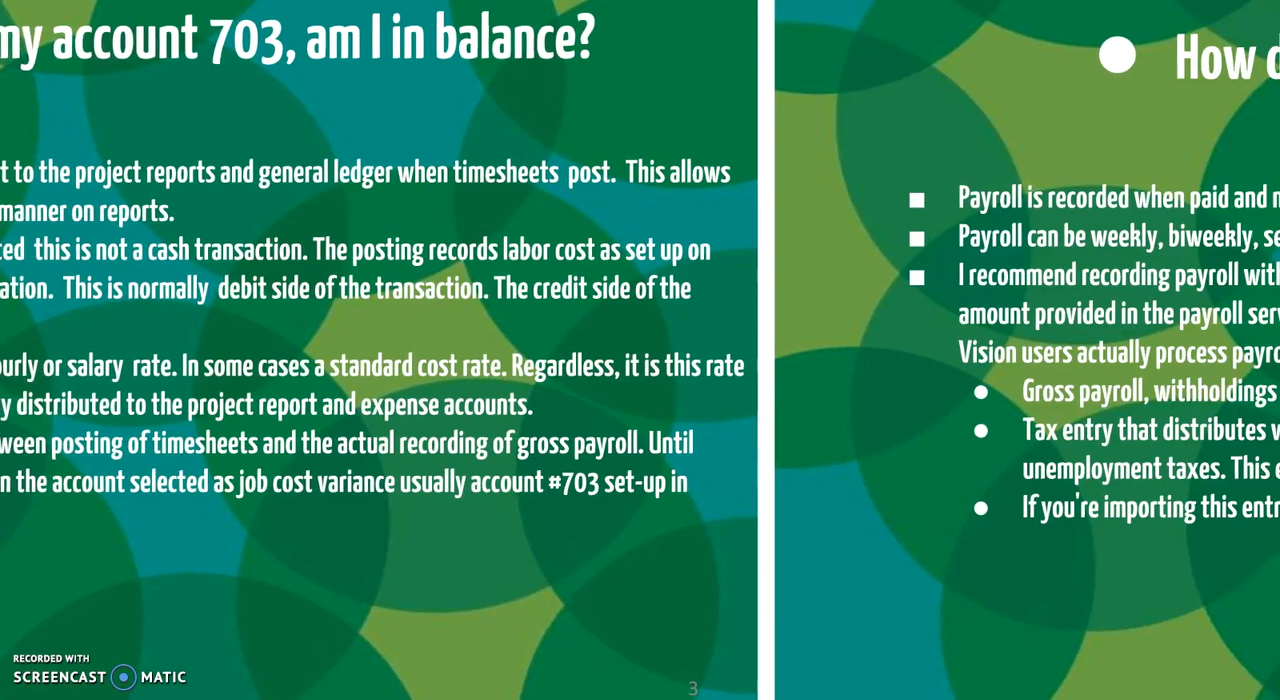 my account 703, am I in balance?
t to the project reports and general ledger when timesheets post. This allows
manner on reports.
this is not a cash transaction. The posting records labor cost as set up on
This is normally debit side of the transaction. The credit side of the
or salary rate. In some cases a standard cost rate. Regardless, it is this rate
y distributed to the project report and expense accounts.
posting of timesheets and the actual recording of gross payroll. Until
n the account selected as job cost variance usually account #703 set-up in
RECORDED WITH
SCREENCAST MATIC
3
● How d
■ Payroll is recorded when paid and
■ Payroll can be weekly, biweekly, se
■ I recommend recording payroll with
amount provided in the payroll serv
Vision users actually process payro
● Gross payroll, withholdings
● Tax entry that distributes
unemployment taxes. This e
● If you're importing this entr